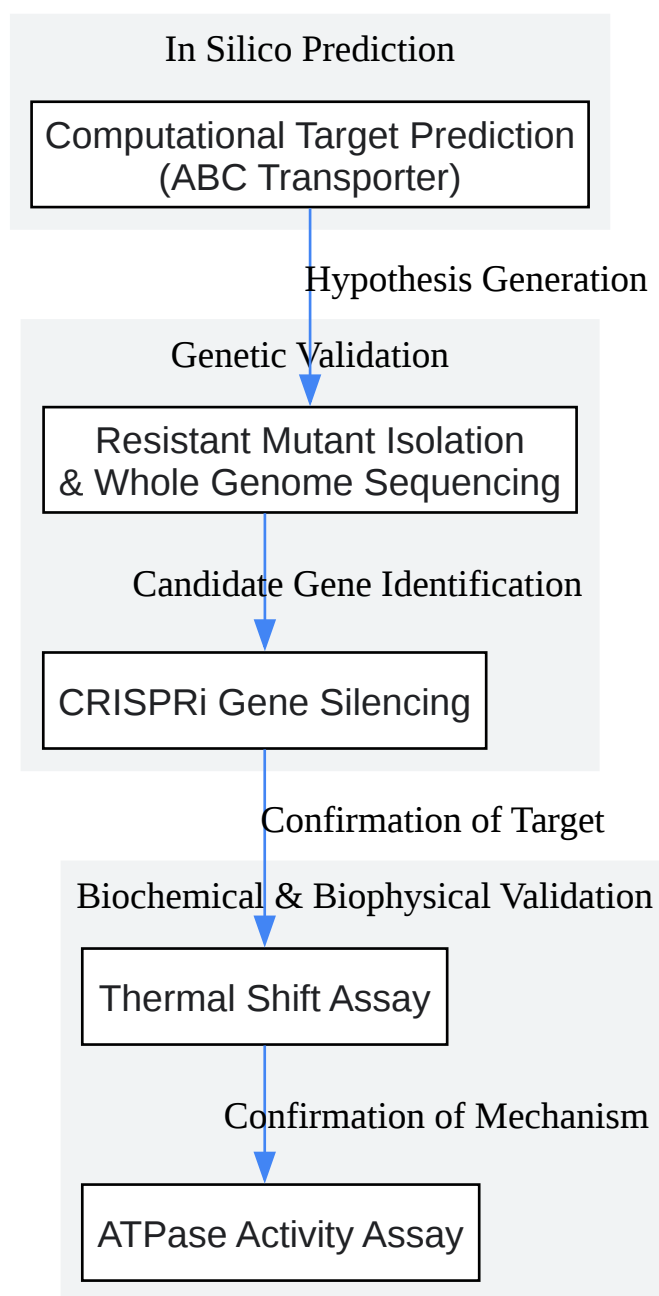 In Silico Prediction
Computational Target Prediction
(ABC Transporter)
Hypothesis Generation
Genetic Validation
Resistant Mutant Isolation
& Whole Genome Sequencing
Candidate Gene Identification
CRISPRi Gene Silencing
Confirmation of Target
Biochemical & Biophysical Validation
Thermal Shift Assay
Confirmation of Mechanism
ATPase Activity Assay